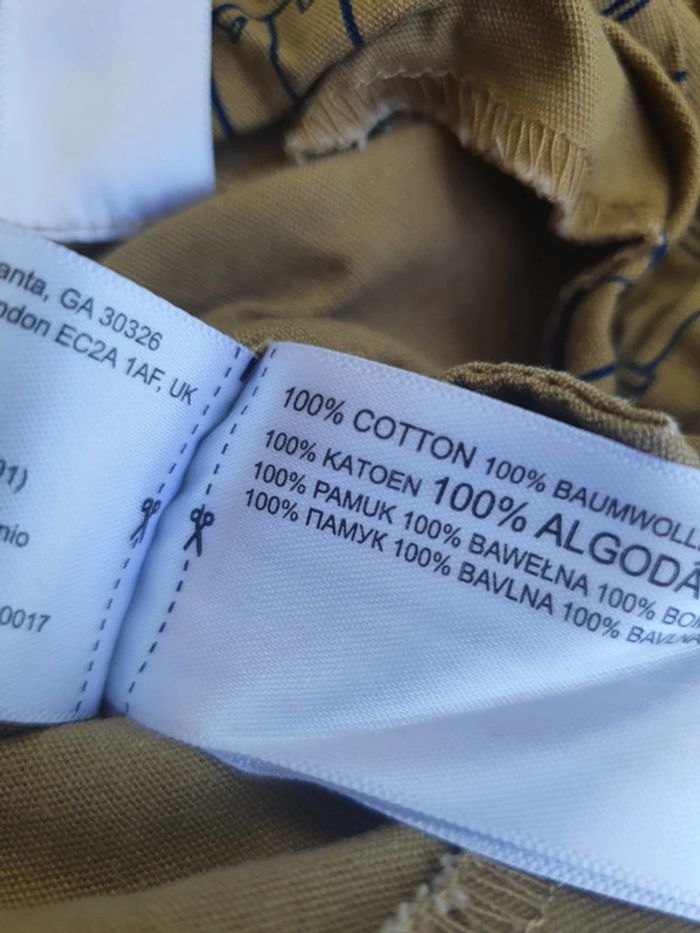 anta, GA 30326
ndon EC2A 1AF, UK
01)
nio
0017
100% COTTON 100% BAUMWOLL
100% KATOEN 100% ALGODÃ
100% PAMUK 100% BAWEŁNA 100% BOM
100% ПАМУК 100% BAVLNA 100% BAVLNA